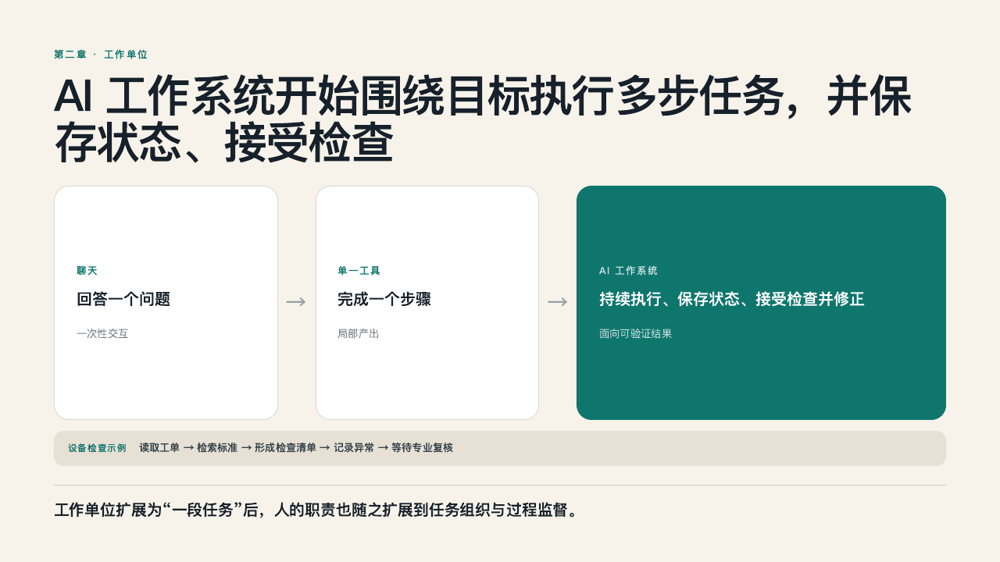 第二章 · 工作单位
AI 工作系统开始围绕目标执行多步任务，并保
存状态、接受检查
聊天
回答一个问题
一次性交互
→
单一工具
完成一个步骤
局部产出
→
AI 工作系统
持续执行、保存状态、接受检查并修正
面向可验证结果
设备检查示例 读取工单 → 检索标准 → 形成检查清单 → 记录异常 → 等待专业复核
工作单位扩展为“一段任务”后，人的职责也随之扩展到任务组织与过程监督。